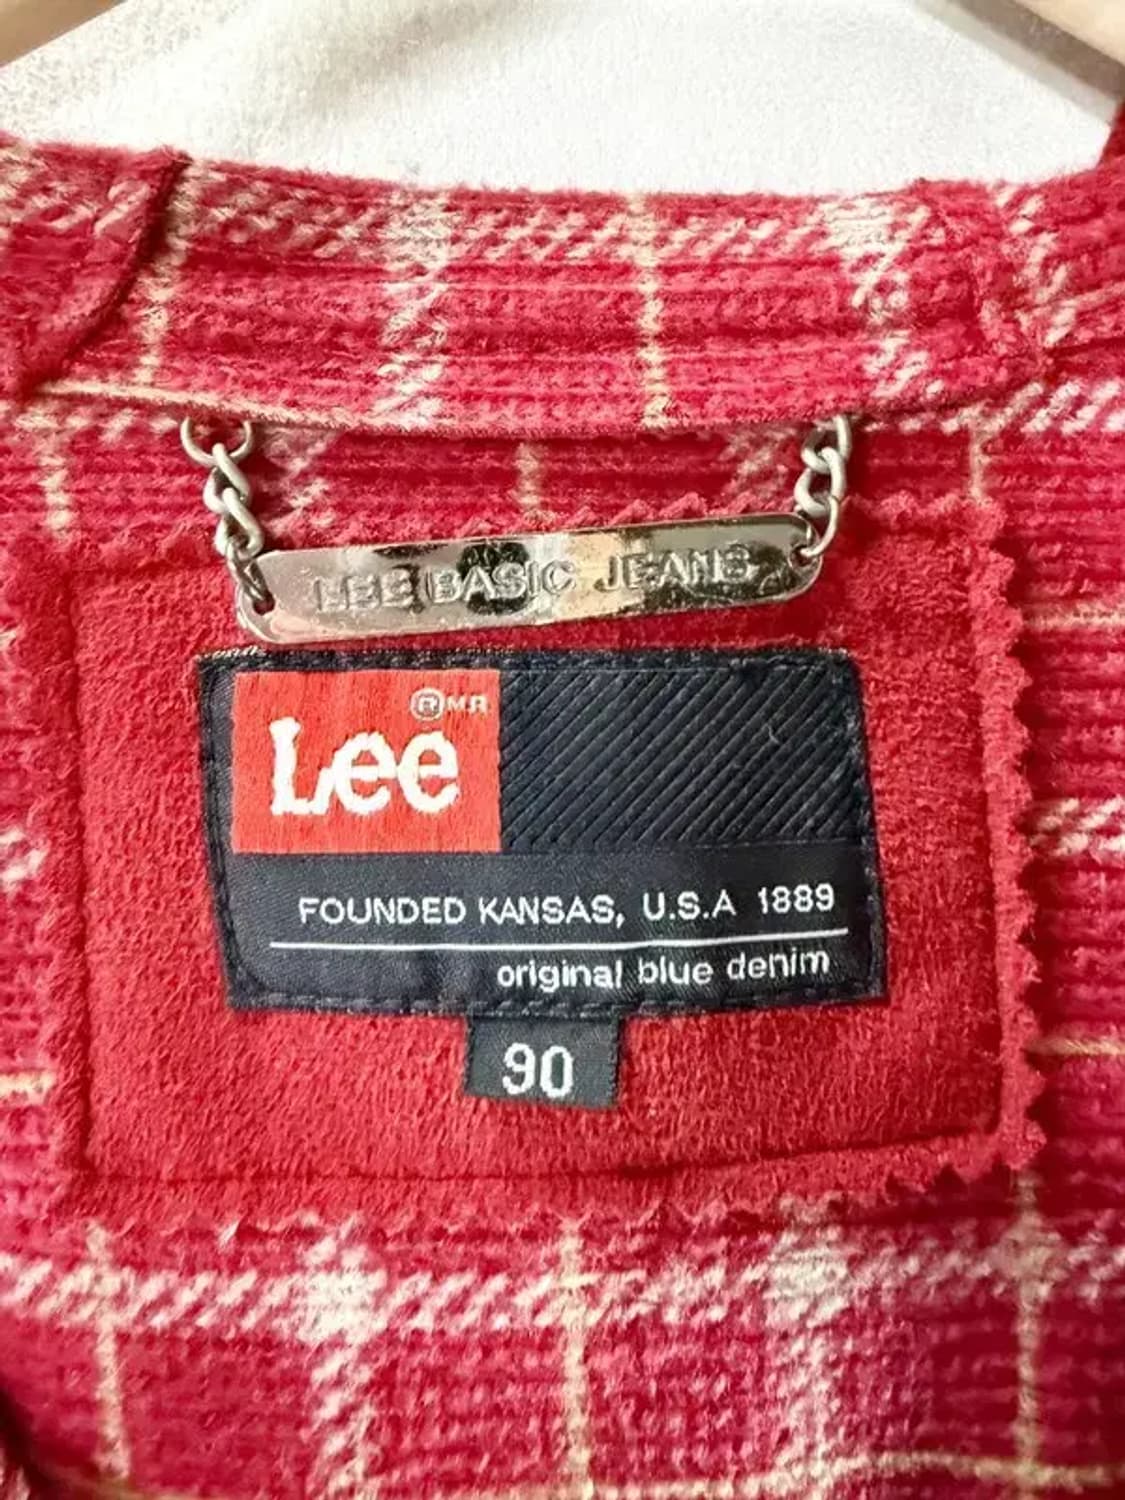 LEE BASIC JEANS
® MR
Lee
FOUNDED KANSAS, U.S.A 1889
original blue denim
90